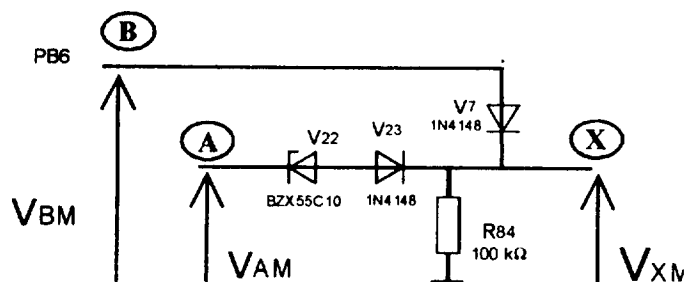 B
PB6
V7
1N4148
V22
V23
A
X
BZX55C10
1N4148
VBM
R84
100 kΩ
VAM
VXM